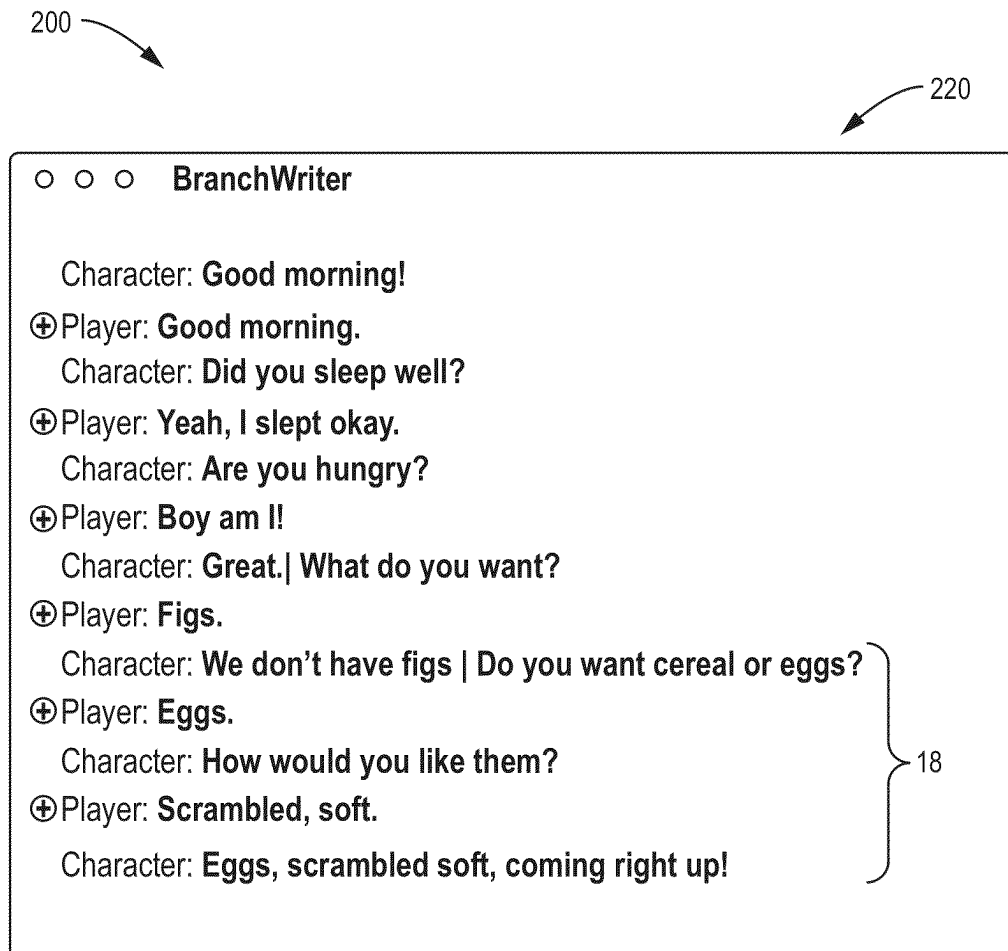 200
220
BranchWriter
Character: Good morning!
Player: Good morning.
Character: Did you sleep well?
Player: Yeah, I slept okay.
Character: Are you hungry?
Player: Boy am I!
Character: Great.| What do you want?
Player: Figs.
Character: We don't have figs | Do you want cereal or eggs?
Player: Eggs.
Character: How would you like them?
18
Player: Scrambled, soft.
Character: Eggs, scrambled soft, coming right up!